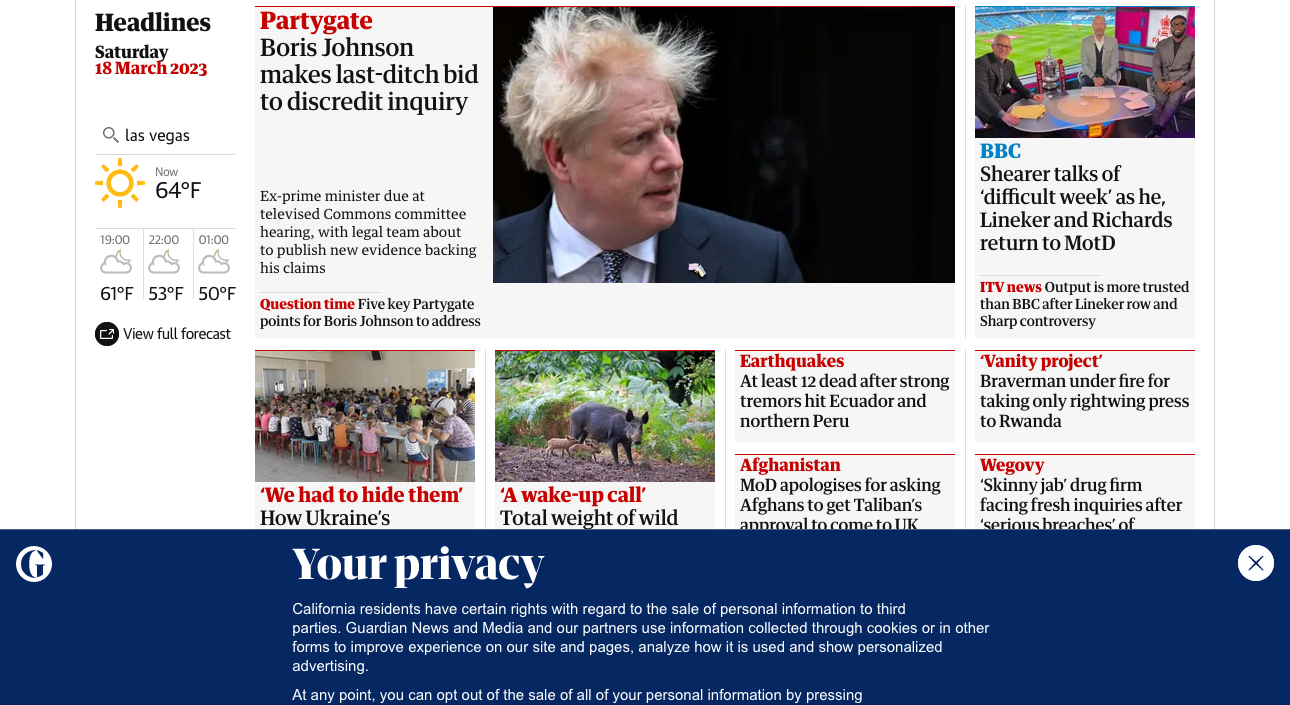 Headlines
Saturday
18 March 2023
las vegas
Now
64°F
19:00
22:00
01:00
61°F
53°F
50°F
View full forecast
Partygate
Boris Johnson
makes last-ditch bid
to discredit inquiry
Ex-prime minister due at
televised Commons committee
hearing, with legal team about
to publish new evidence backing
his claims
Question time Five key Partygate
points for Boris Johnson to address
BBC
Shearer talks of
‘difficult week’ as he,
Lineker and Richards
return to MotD
ITV news Output is more trusted
than BBC after Lineker row and
Sharp controversy
‘We had to hide them’
How Ukraine’s
‘A wake-up call’
Total weight of wild
Earthquakes
At least 12 dead after strong
tremors hit Ecuador and
northern Peru
Afghanistan
MoD apologises for asking
Afghans to get Taliban’s
approval to come to UK
‘Vanity project’
Braverman under fire for
taking only rightwing press
to Rwanda
Wegovy
‘Skinny jab’ drug firm
facing fresh inquiries after
‘serious breaches’ of
Your privacy
California residents have certain rights with regard to the sale of personal information to third
parties. Guardian News and Media and our partners use information collected through cookies or in other
forms to improve experience on our site and pages, analyze how it is used and show personalized
advertising.
At any point, you can opt out of the sale of all of your personal information by pressing